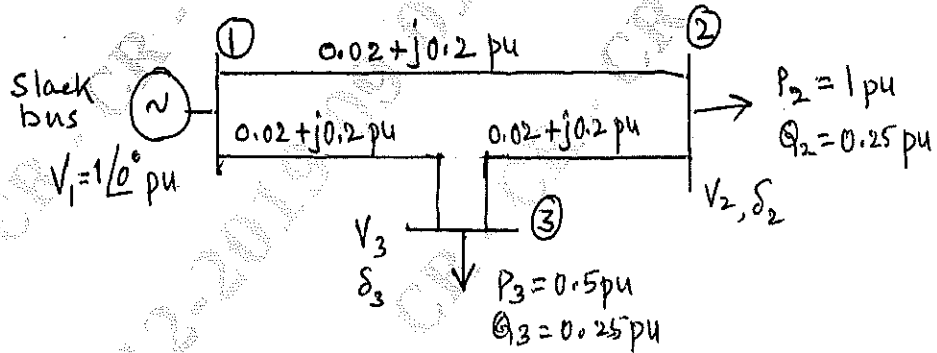 ① ②
0.02+j0.2 pu
Slack bus
V₁=1∠0° pu
~
0.02+j0.2 pu 0.02+j0.2 pu
P₂ = 1 pu
Q₂ = 0.25 pu
V₂, δ₂
V₃
δ₃
③
P₃ = 0.5 pu
Q₃ = 0.25 pu